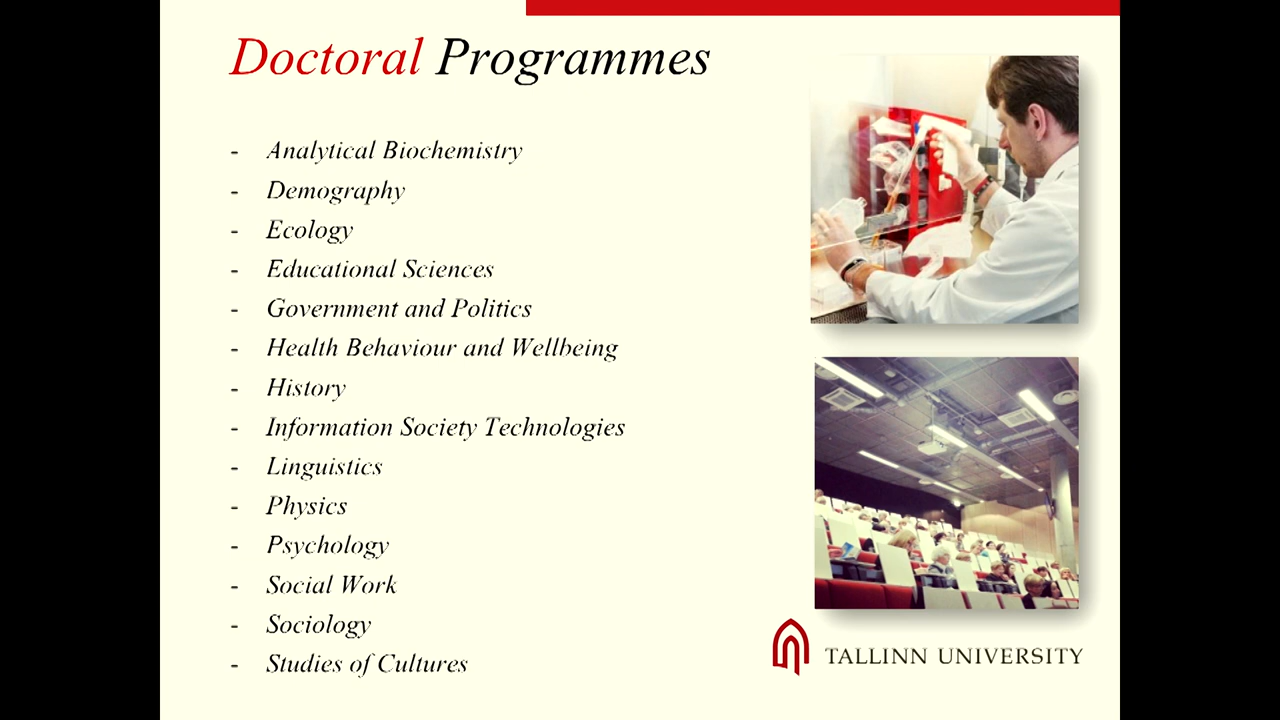 Doctoral Programmes
- Analytical Biochemistry
- Demography
- Ecology
- Educational Sciences
- Government and Politics
- Health Behaviour and Wellbeing
- History
- Information Society Technologies
- Linguistics
- Physics
- Psychology
- Social Work
- Sociology
- Studies of Cultures
TALLINN UNIVERSITY